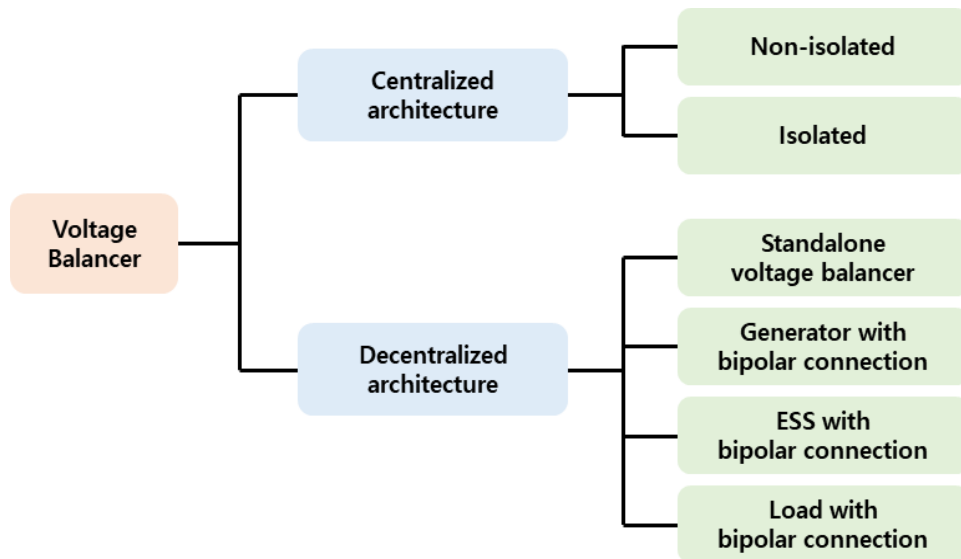 Voltage
Balancer
Centralized
architecture
Non-isolated
Isolated
Decentralized
architecture
Standalone
voltage balancer
Generator with
bipolar connection
ESS with
bipolar connection
Load with
bipolar connection